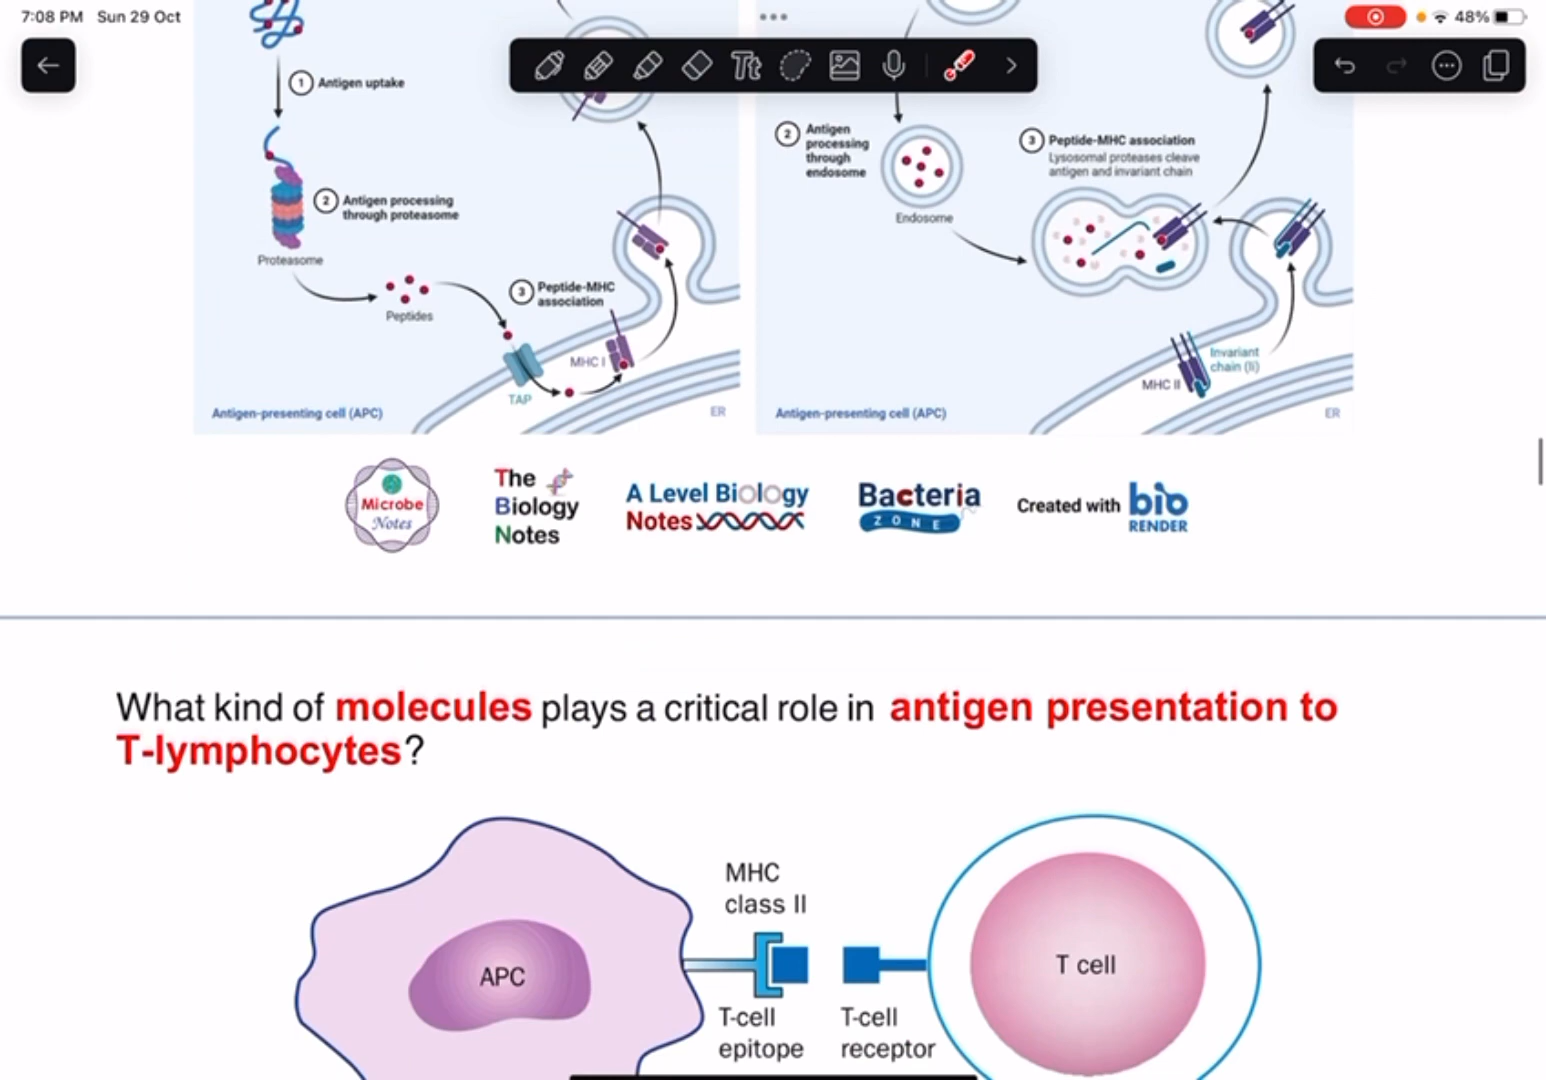 7:08 PM Sun 29 Oct
48%
Tt
1 Antigen uptake
2 Antigen processing
through proteasome
Proteasome
Peptides
3 Peptide-MHC
association
MHC I
TAP
Antigen-presenting cell (APC)
ER
2 Antigen
processing
through
endosome
Endosome
3 Peptide-MHC association
Lysosomal proteases cleave
antigen and invariant chain
Invariant
chain (Ii)
MHC II
Antigen-presenting cell (APC)
ER
Microbe
Notes
The
Biology
Notes
A Level Biology
Notes
Bacteria
ZONE
Created with bio
RENDER
What kind of molecules plays a critical role in antigen presentation to
T-lymphocytes?
MHC
class II
APC
T cell
T-cell
epitope
T-cell
receptor